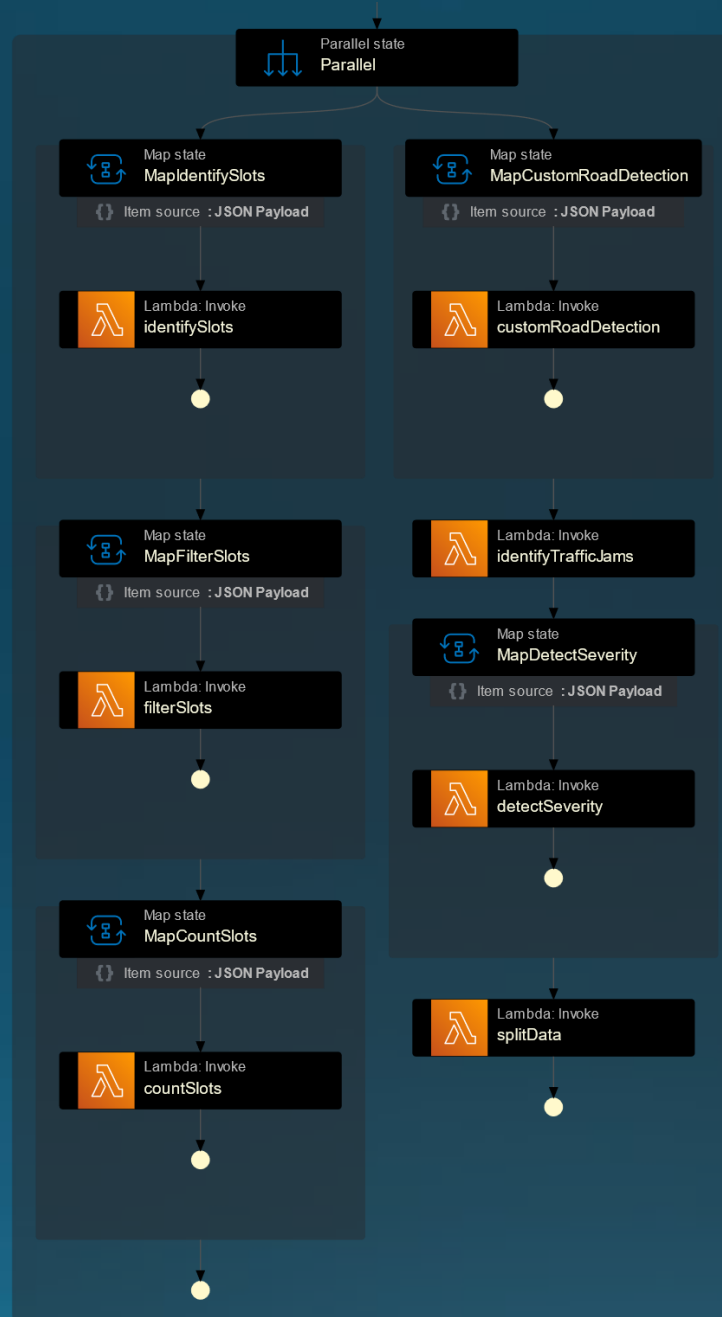 Parallel state
Parallel
Map state
MapIdentifySlots
{} Item source : JSON Payload
Lambda: Invoke
identifySlots
Map state
MapFilterSlots
{} Item source : JSON Payload
Lambda: Invoke
filterSlots
Map state
MapCountSlots
{} Item source : JSON Payload
Lambda: Invoke
countSlots
Map state
MapCustomRoadDetection
{} Item source : JSON Payload
Lambda: Invoke
customRoadDetection
Lambda: Invoke
identifyTrafficJams
Map state
MapDetectSeverity
{} Item source : JSON Payload
Lambda: Invoke
detectSeverity
Lambda: Invoke
splitData